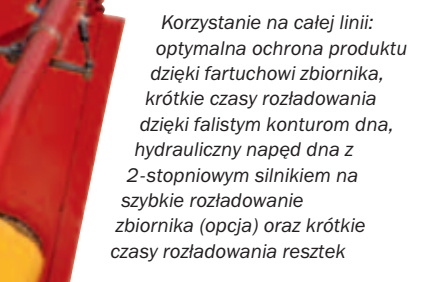 Korzystanie na całej linii:
optymalna ochrona produktu
dzięki fartuchowi zbiornika,
krótkie czasy rozładowania
dzięki falistym konturom dna,
hydrauliczny napęd dna z
2-stopniowym silnikiem na
szybkie rozładowanie
zbiornika (opcja) oraz krótkie
czasy rozładowania resztek